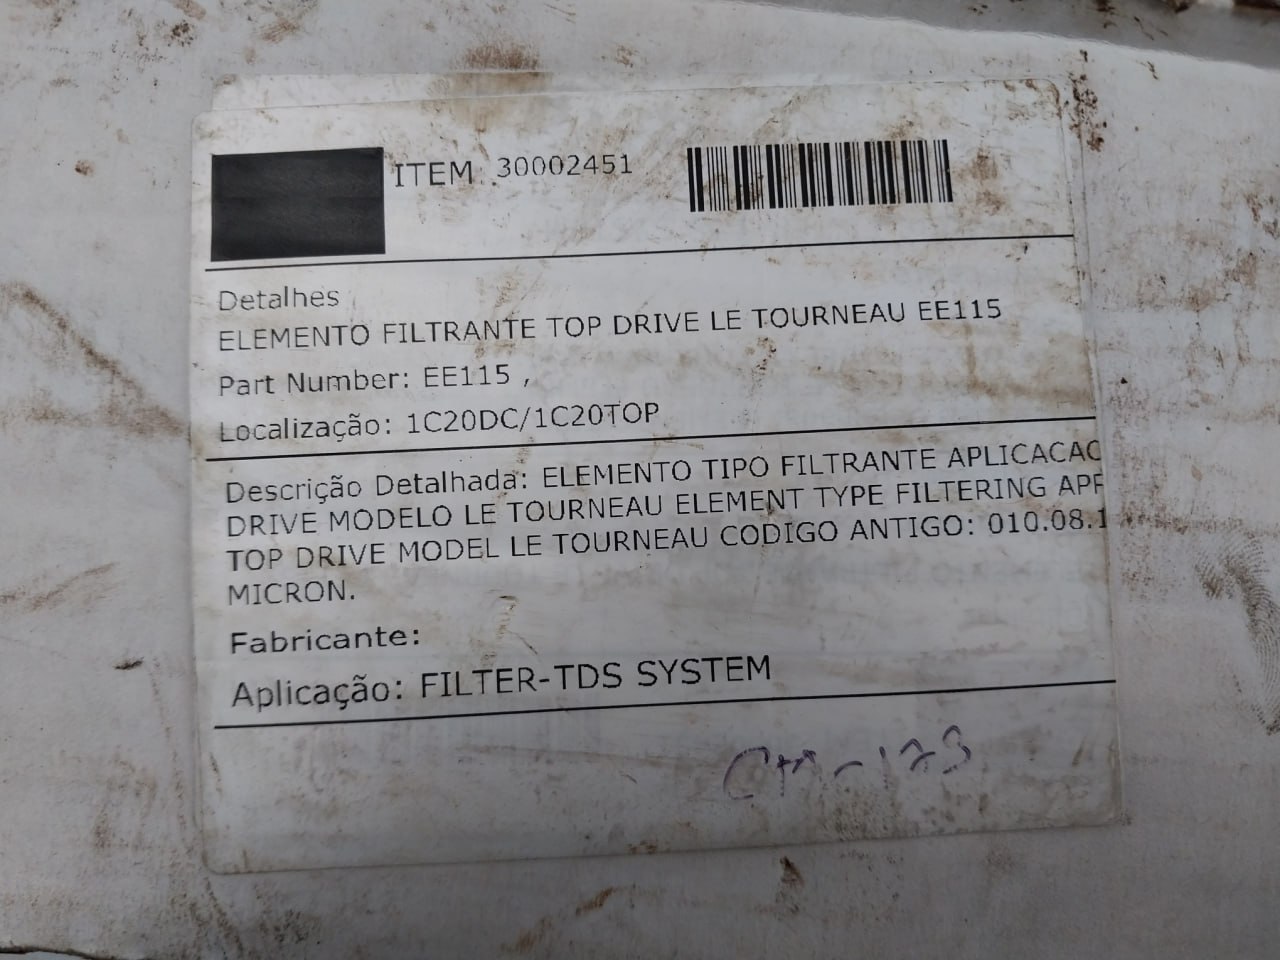 ITEM 30002451
Detalhes
ELEMENTO FILTRANTE TOP DRIVE LE TOURNEAU EE115
Part Number: EE115 ,
Localização: 1C20DC/1C20TOP
Descrição Detalhada: ELEMENTO TIPO FILTRANTE APLICACAO
DRIVE MODELO LE TOURNEAU ELEMENT TYPE FILTERING APP
TOP DRIVE MODEL LE TOURNEAU CODIGO ANTIGO: 010.08.1
MICRON.
Fabricante:
Aplicação: FILTER-TDS SYSTEM